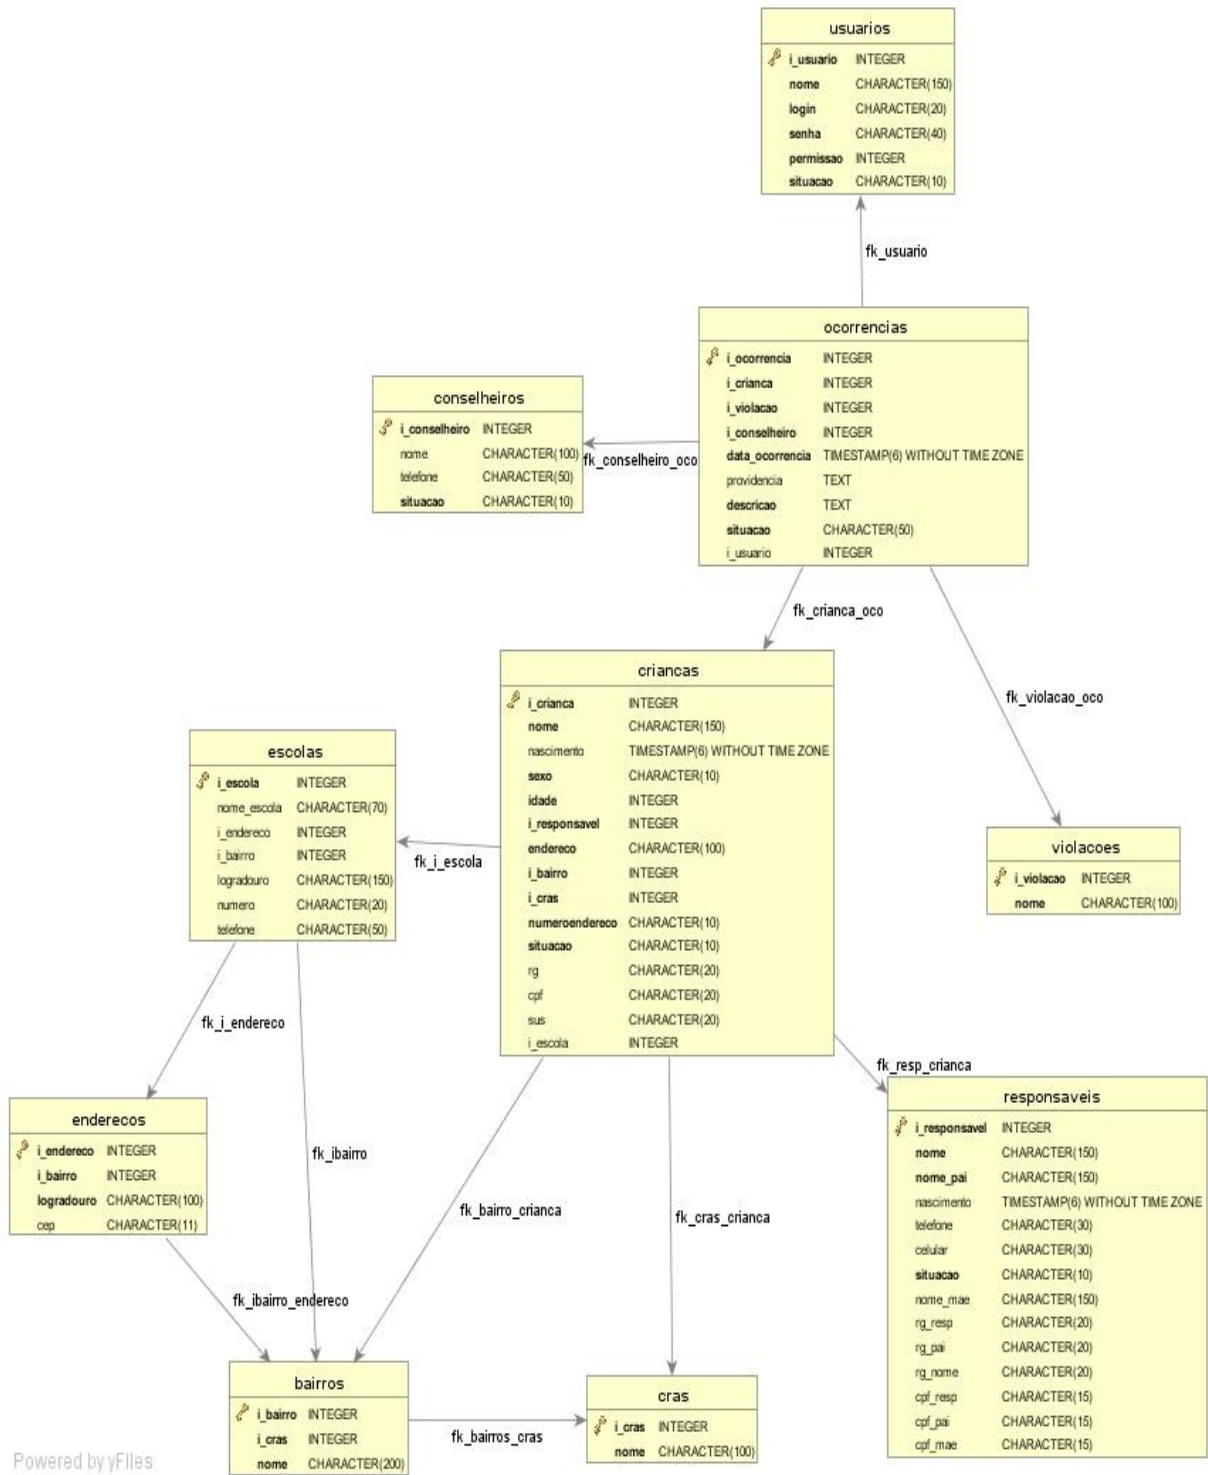 usuarios
i_usuario INTEGER
nome CHARACTER(150)
login CHARACTER(20)
senha CHARACTER(40)
permissao INTEGER
situacao CHARACTER(10)
fk_usuario
ocorrencias
i_ocorrencia INTEGER
i_crianca INTEGER
i_violacao INTEGER
i_conselheiro INTEGER
data_ocorrencia TIMESTAMP(6) WITHOUT TIME ZONE
providencia TEXT
descricao TEXT
situacao CHARACTER(50)
i_usuario INTEGER
conselheiros
i_conselheiro INTEGER
nome CHARACTER(100)
telefone CHARACTER(50)
situacao CHARACTER(10)
fk_conselheiro_oco
fk_crianca_oco
fk_violacao_oco
criancas
i_crianca INTEGER
nome CHARACTER(150)
nascimento TIMESTAMP(6) WITHOUT TIME ZONE
sexo CHARACTER(10)
idade INTEGER
i_responsavel INTEGER
endereco CHARACTER(100)
i_bairro INTEGER
i_cras INTEGER
numeroendereco CHARACTER(10)
situacao CHARACTER(10)
rg CHARACTER(20)
cpf CHARACTER(20)
sus CHARACTER(20)
i_escola INTEGER
escolas
i_escola INTEGER
nome_escola CHARACTER(70)
i_endereco INTEGER
i_bairro INTEGER
logradouro CHARACTER(150)
numero CHARACTER(20)
telefone CHARACTER(50)
fk_i_escola
violacoes
i_violacao INTEGER
nome CHARACTER(100)
fk_i_endereco
fk_ibairro
fk_resp_crianca
enderecos
i_endereco INTEGER
i_bairro INTEGER
logradouro CHARACTER(100)
cep CHARACTER(11)
fk_bairro_crianca
fk_cras_crianca
fk_ibairro_endereco
responsaveis
i_responsavel INTEGER
nome CHARACTER(150)
nome_pai CHARACTER(150)
nascimento TIMESTAMP(6) WITHOUT TIME ZONE
telefone CHARACTER(30)
celular CHARACTER(30)
situacao CHARACTER(10)
nome_mae CHARACTER(150)
rg_resp CHARACTER(20)
rg_pai CHARACTER(20)
rg_nome CHARACTER(20)
cpf_resp CHARACTER(15)
cpf_pai CHARACTER(15)
cpf_mae CHARACTER(15)
bairros
i_bairro INTEGER
i_cras INTEGER
nome CHARACTER(200)
fk_bairros_cras
cras
i_cras INTEGER
nome CHARACTER(100)
Powered by yFiles